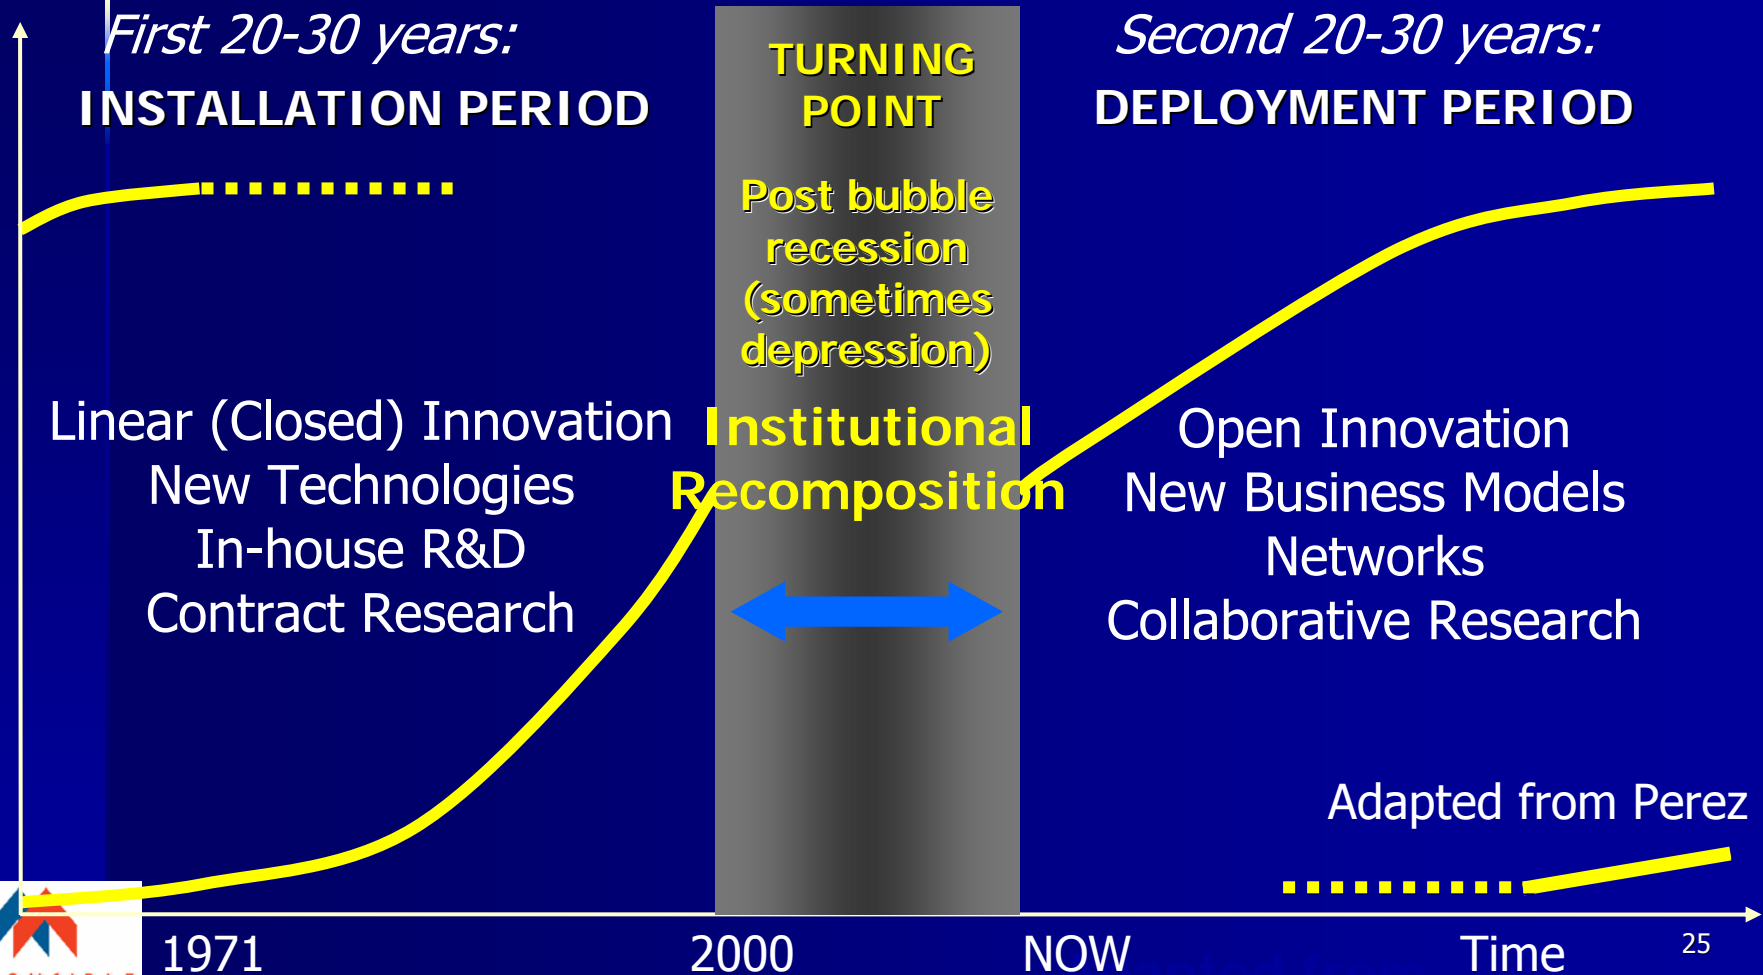 First 20-30 years:
INSTALLATION PERIOD
TURNING
POINT
Second 20-30 years:
DEPLOYMENT PERIOD
Post bubble
recession
(sometimes
depression)
Linear (Closed) Innovation
New Technologies
In-house R&D
Contract Research
Institutional
Recomposition
Open Innovation
New Business Models
Networks
Collaborative Research
Adapted from Perez
1971
2000
NOW
Time
25